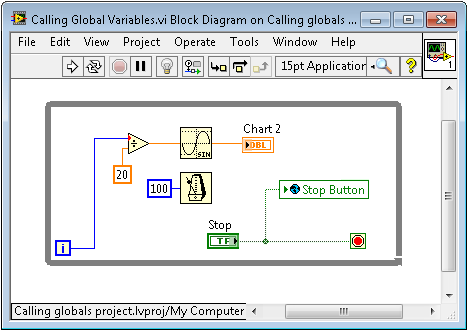 Calling Global Variables.vi Block Diagram on Calling globals ...
File Edit View Project Operate Tools Window Help
15pt Application
?
1
Chart 2
÷
SIN
DBL
20
100
Stop Button
Stop
TF
i
Calling globals project.lvproj/My Computer